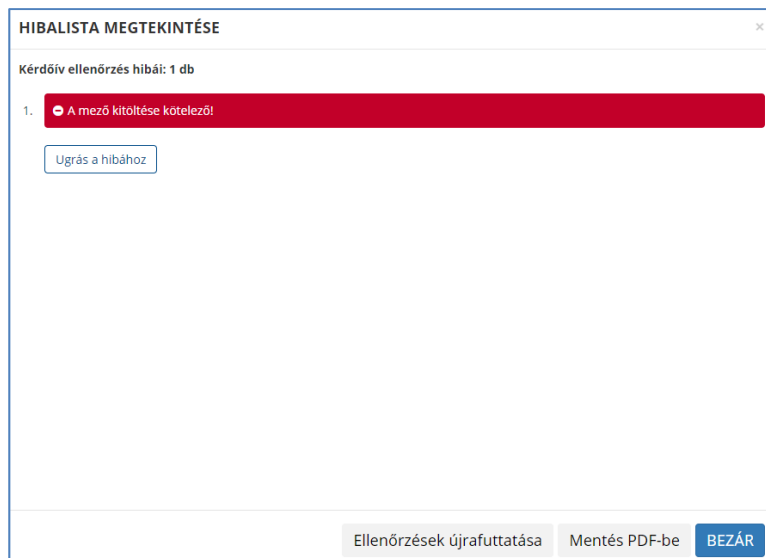 HIBALISTA MEGTEKINTÉSE ×
Kérdőív ellenőrzés hibái: 1 db
1. A mező kitöltése kötelező!
Ugrás a hibához
Ellenőrzések újrafuttatása Mentés PDF-be BEZÁR